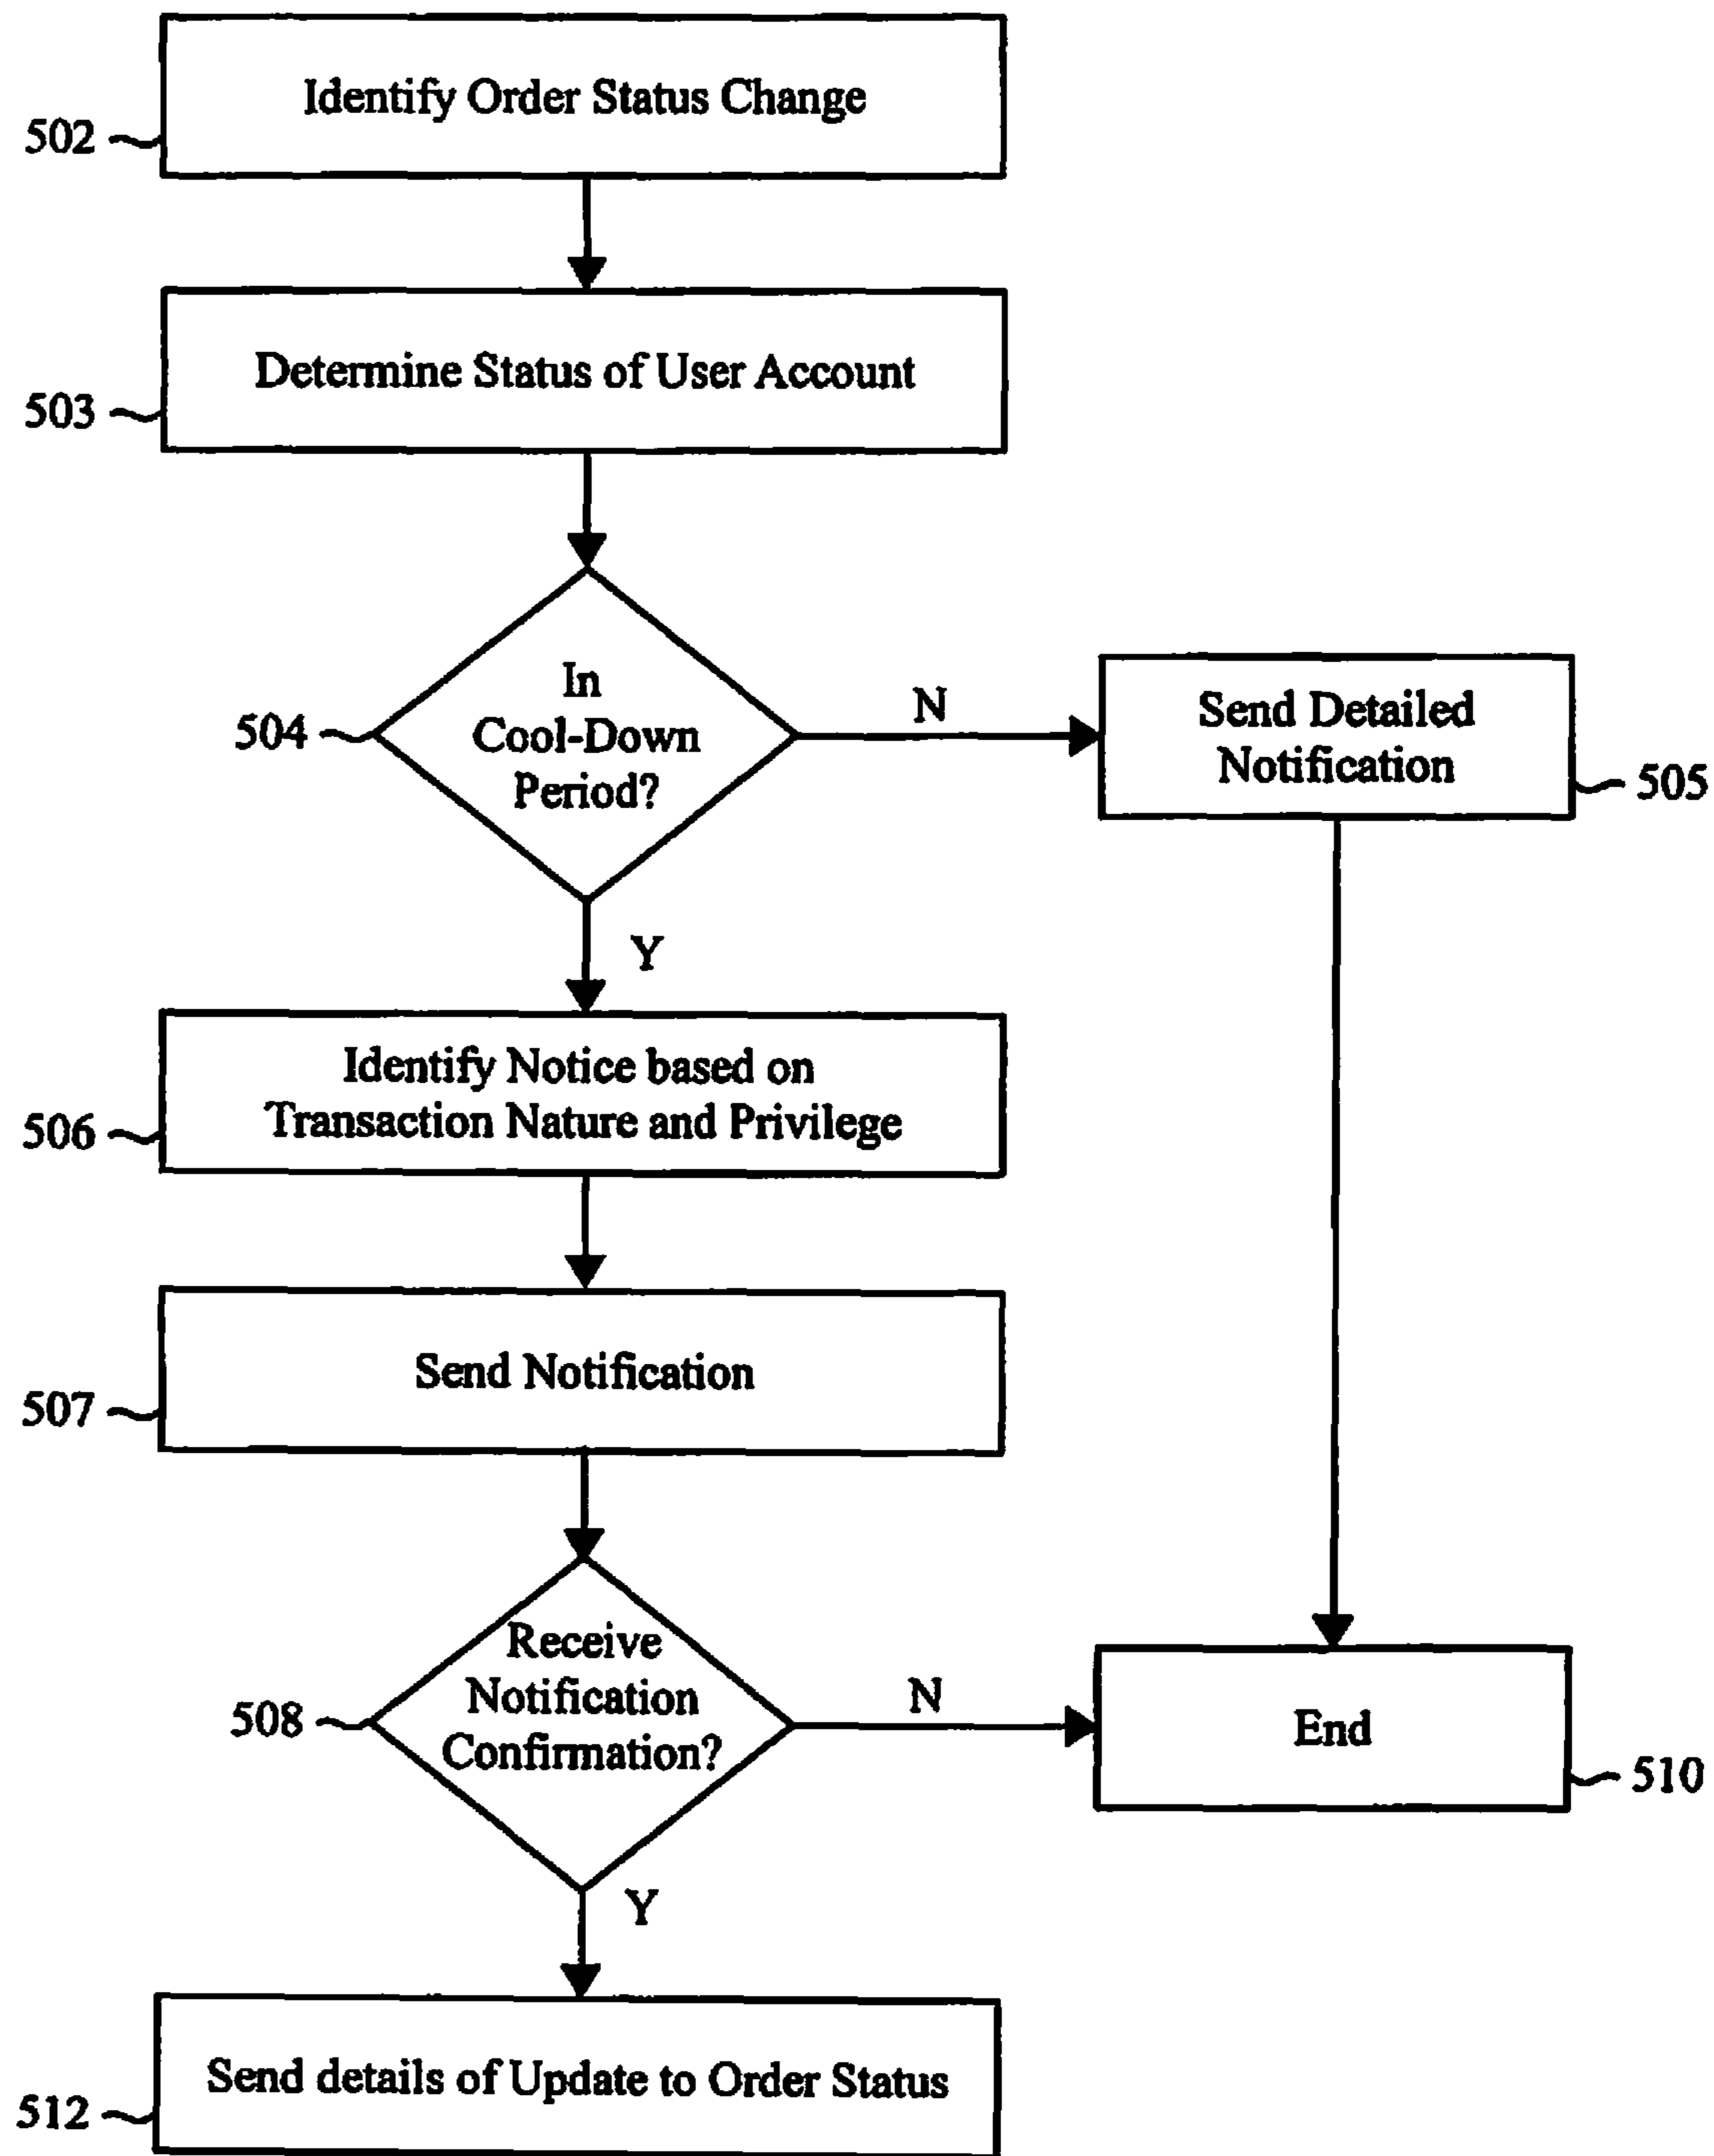 Identify Order Status Change
502
Determine Status of User Account
503
In
Cool-Down
Period?
504
N
Send Detailed
Notification
505
Y
Identify Notice based on
Transaction Nature and Privilege
506
Send Notification
507
Receive
Notification
Confirmation?
508
N
End
510
Y
Send details of Update to Order Status
512